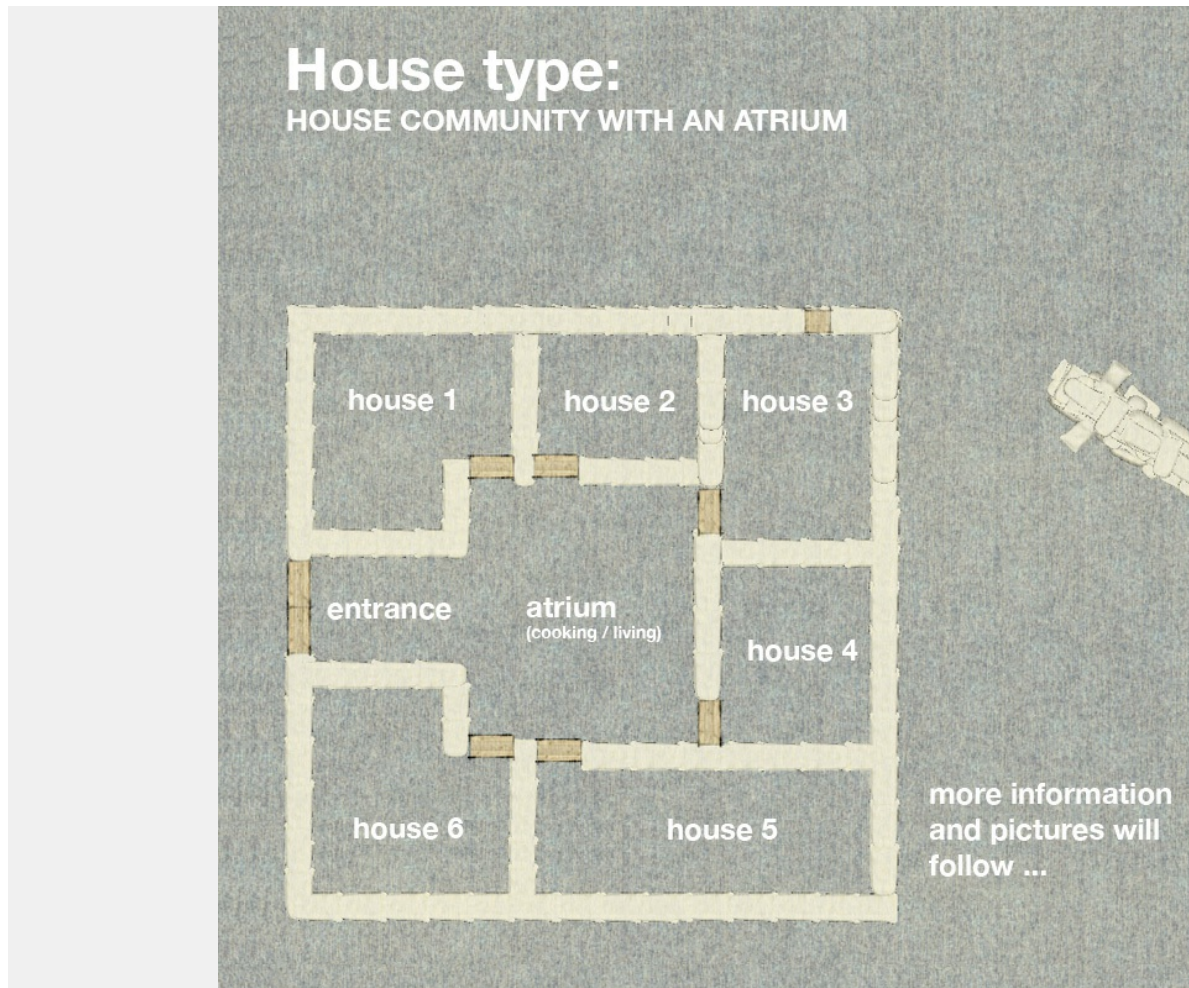 House type:
HOUSE COMMUNITY WITH AN ATRIUM
house 1
house 2
house 3
entrance
atrium
(cooking / living)
house 4
house 6
house 5
more information
and pictures will
follow ...